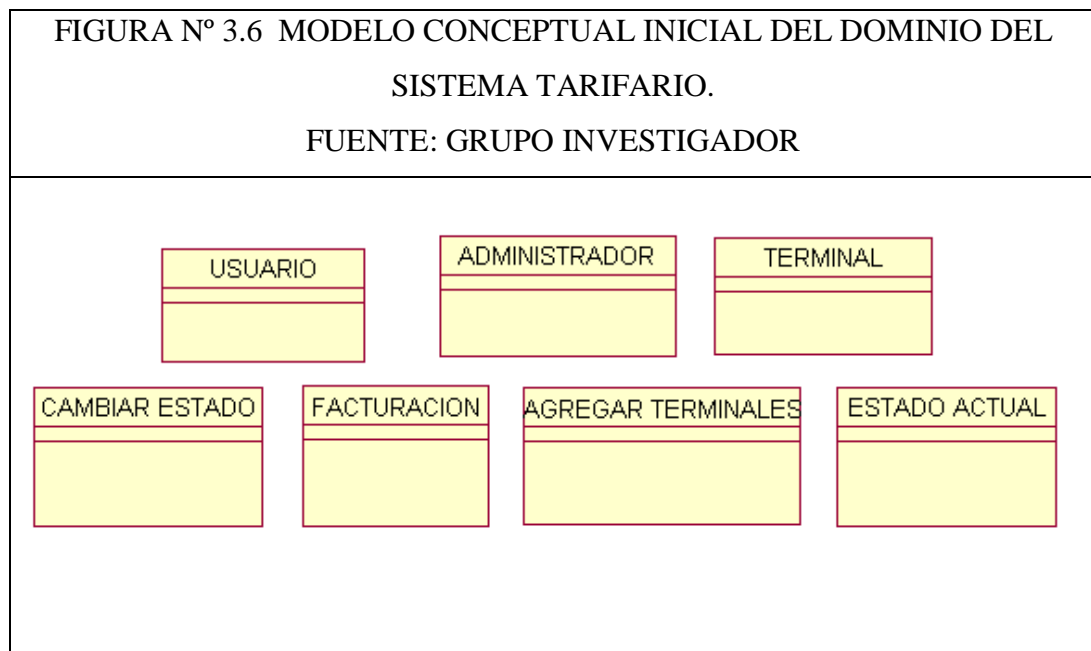 FIGURA Nº 3.6 MODELO CONCEPTUAL INICIAL DEL DOMINIO DEL
SISTEMA TARIFARIO.
FUENTE: GRUPO INVESTIGADOR
USUARIO
ADMINISTRADOR
TERMINAL
CAMBIAR ESTADO
FACTURACION
AGREGAR TERMINALES
ESTADO ACTUAL